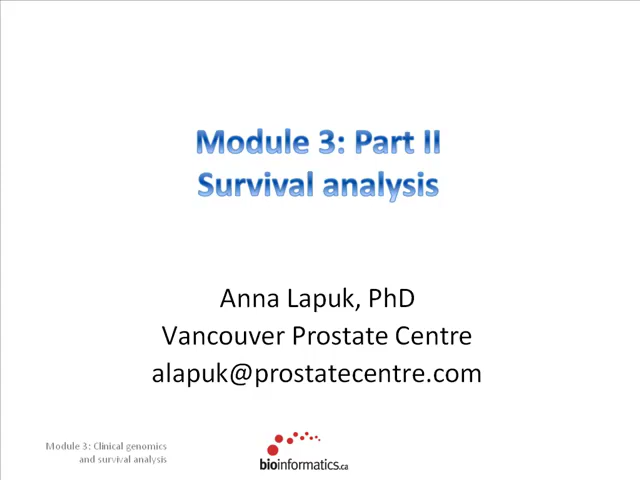 Module 3: Part II
Survival analysis
Anna Lapuk, PhD
Vancouver Prostate Centre
alapuk@prostatecentre.com
Module 3: Clinical genomics
and survival analysis
bioinformatics.ca